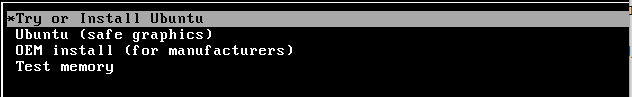 *Try or Install Ubuntu
Ubuntu (safe graphics)
OEM install (for manufacturers)
Test memory